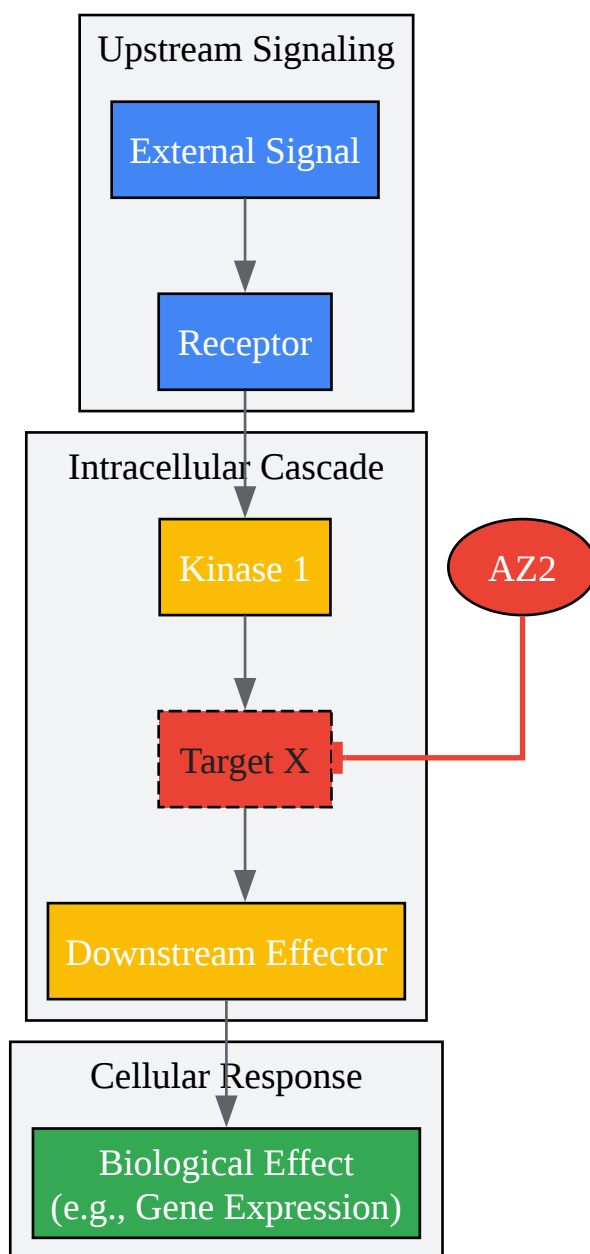 Upstream Signaling
External Signal
Receptor
Intracellular Cascade
Kinase 1
AZ2
Target X
Downstream Effector
Cellular Response
Biological Effect
(e.g., Gene Expression)